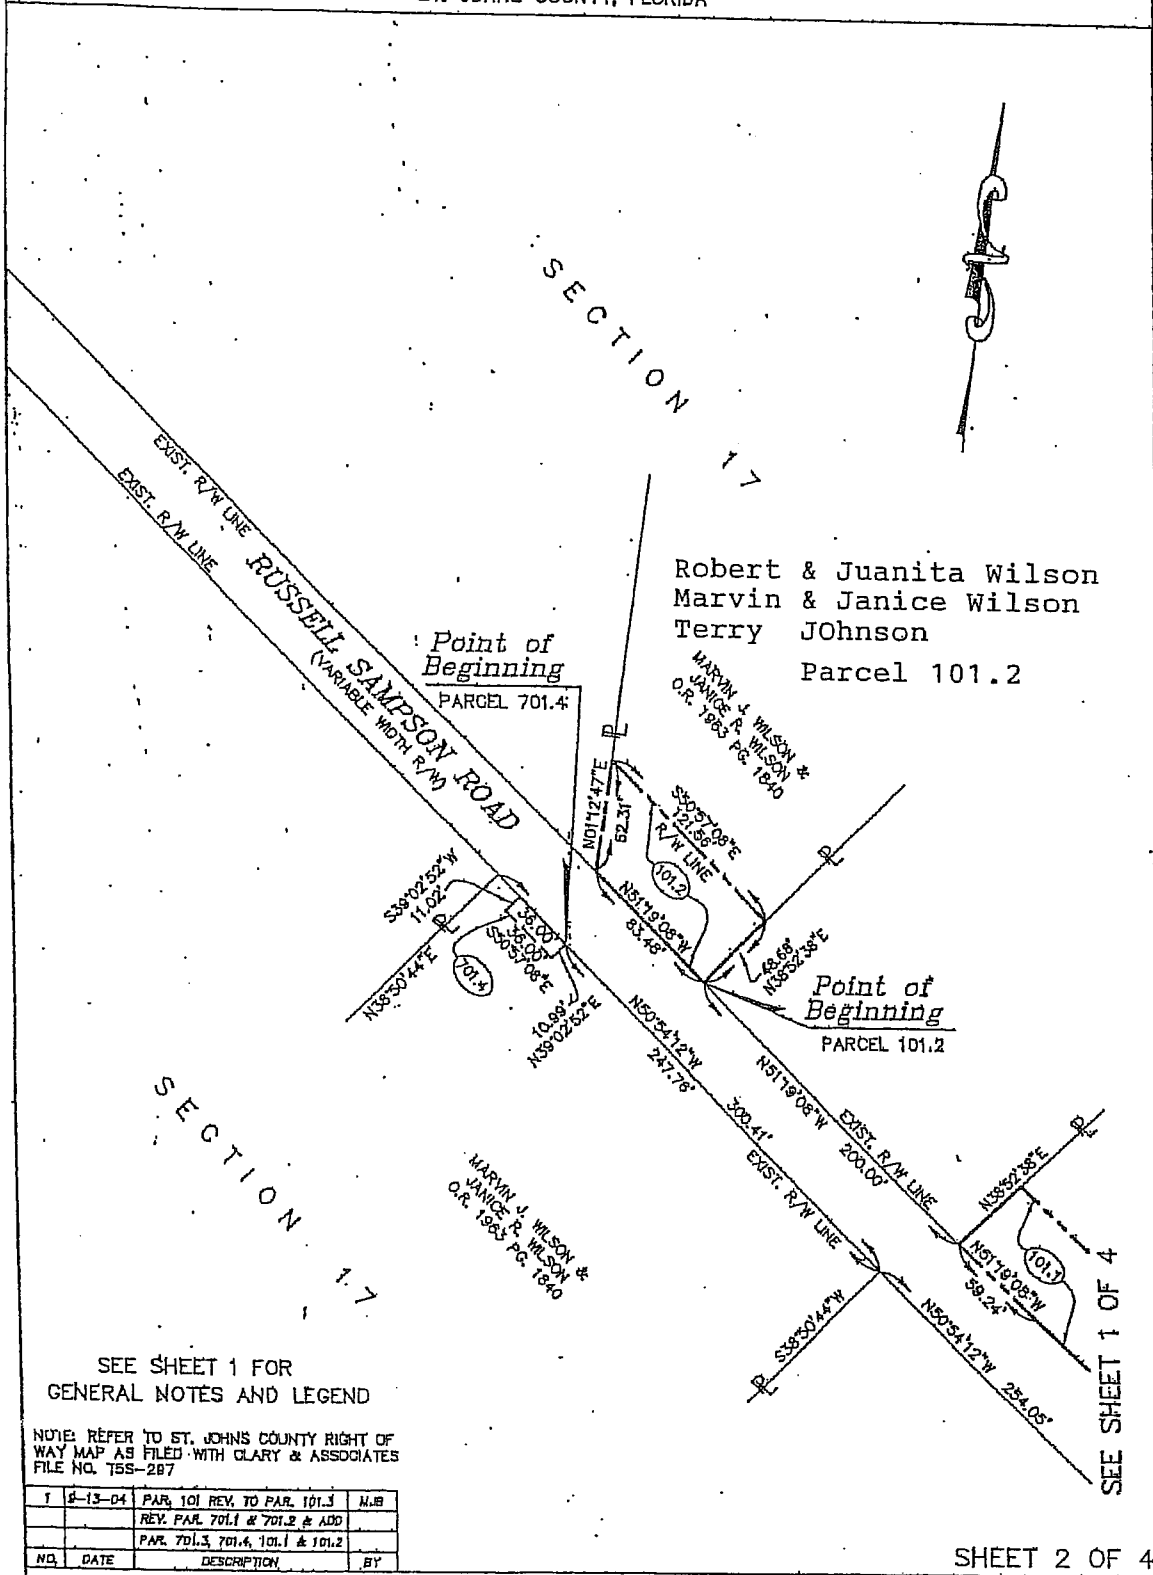 ST. JOHNS COUNTY, FLORIDA
SECTION 17
EXIST. R/W LINE
EXIST. R/W LINE
RUSSELL SAMPSON ROAD
(VARIABLE WIDTH R/W)
Robert & Juanita Wilson
Marvin & Janice Wilson
Terry JOhnson
Parcel 101.2
Point of
Beginning
PARCEL 701.4
MARVIN J. WILSON &
JANICE R. WILSON
O.R. 1963 PG. 1840
N01°12'47"E
52.31'
S50°57'08"E
121.56'
R/W LINE
101.2
N51°19'08"W
83.48'
48.68'
N38°52'38"E
S39°02'52"W
11.02'
36.00'
36.00'
S50°57'08"E
701.4
N38°50'44"E
10.99'
N39°02'52"E
Point of
Beginning
PARCEL 101.2
N50°54'12"W
247.76'
300.41'
EXIST. R/W LINE
N51°19'08"W
200.00'
EXIST. R/W LINE
N38°52'38"E
101.1
N51°19'08"W
59.24'
S38°50'44"W
N50°54'12"W
254.05'
SECTION 17
MARVIN J. WILSON &
JANICE R. WILSON
O.R. 1963 PG. 1840
SEE SHEET 1 OF 4
SEE SHEET 1 FOR
GENERAL NOTES AND LEGEND
NOTE: REFER TO ST. JOHNS COUNTY RIGHT OF
WAY MAP AS FILED WITH CLARY & ASSOCIATES
FILE NO. T5S-287
1 PAR. 101 REV. TO PAR. 101.3
REV. PAR. 701.1 & 701.2 & ADD
PAR. 701.3, 701.4, 101.1 & 101.2
NO. DATE DESCRIPTION BY
SHEET 2 OF 4